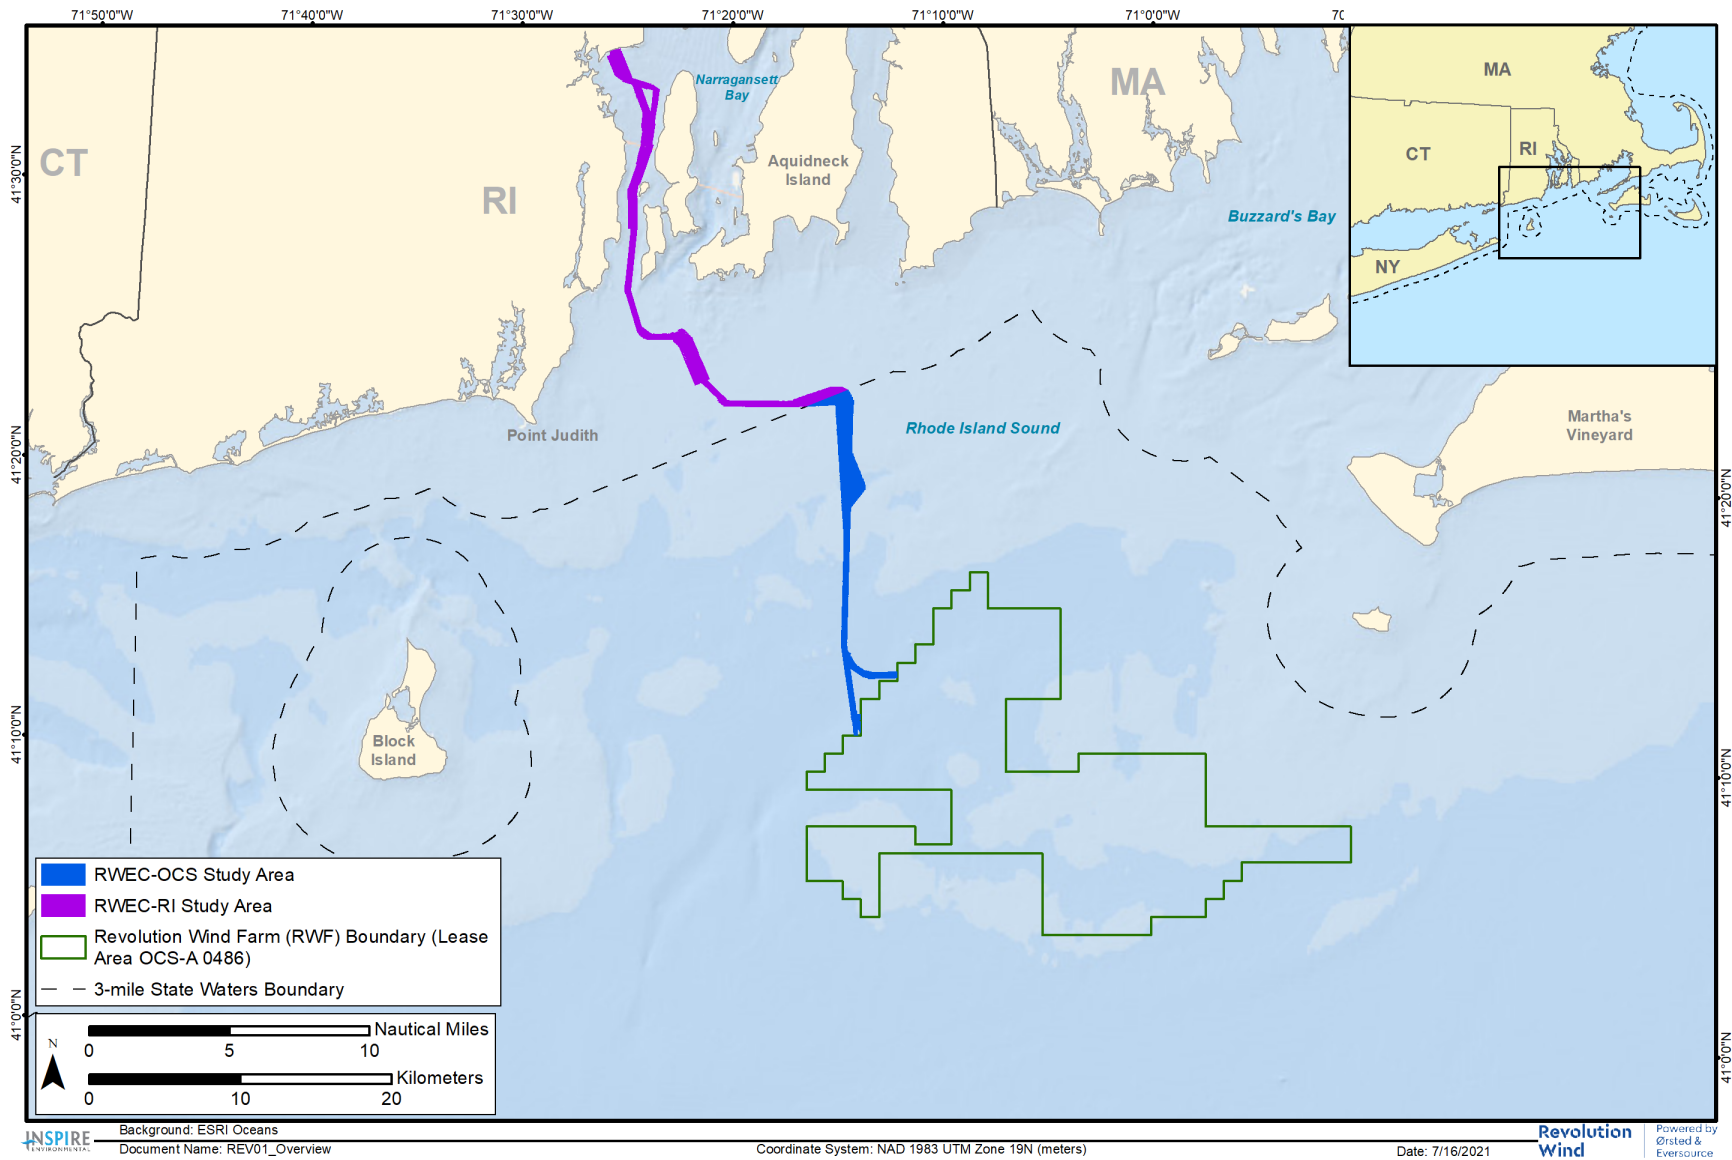 71°50'0"W
71°40'0"W
71°30'0"W
71°20'0"W
71°10'0"W
71°0'0"W
70
41°30'0"N
41°20'0"N
41°10'0"N
41°0'0"N
41°20'0"N
41°10'0"N
41°0'0"N
CT
RI
MA
Narragansett
Bay
Aquidneck
Island
Buzzard's Bay
MA
CT
RI
NY
Point Judith
Rhode Island Sound
Martha's
Vineyard
Block
Island
RWEC-OCS Study Area
RWEC-RI Study Area
Revolution Wind Farm (RWF) Boundary (Lease
Area OCS-A 0486)
3-mile State Waters Boundary
N
Nautical Miles
0 5 10
Kilometers
0 10 20
INSPIRE
ENVIRONMENTAL
Background: ESRI Oceans
Document Name: REV01_Overview
Coordinate System: NAD 1983 UTM Zone 19N (meters)
Date: 7/16/2021
Revolution
Wind
Powered by
Ørsted &
Eversource